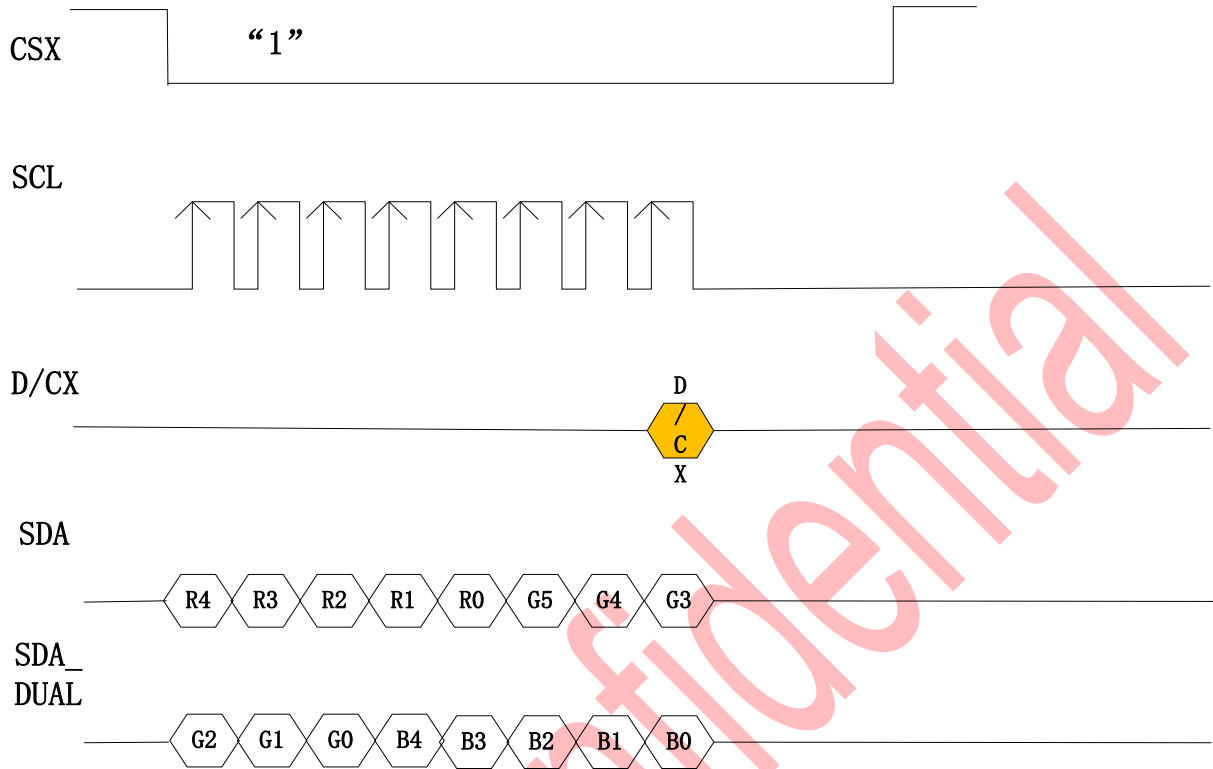 CSX
“1”
SCL
D/CX
D
/
C
X
SDA
R4 R3 R2 R1 R0 G5 G4 G3
SDA_
DUAL
G2 G1 G0 B4 B3 B2 B1 B0
nfidential